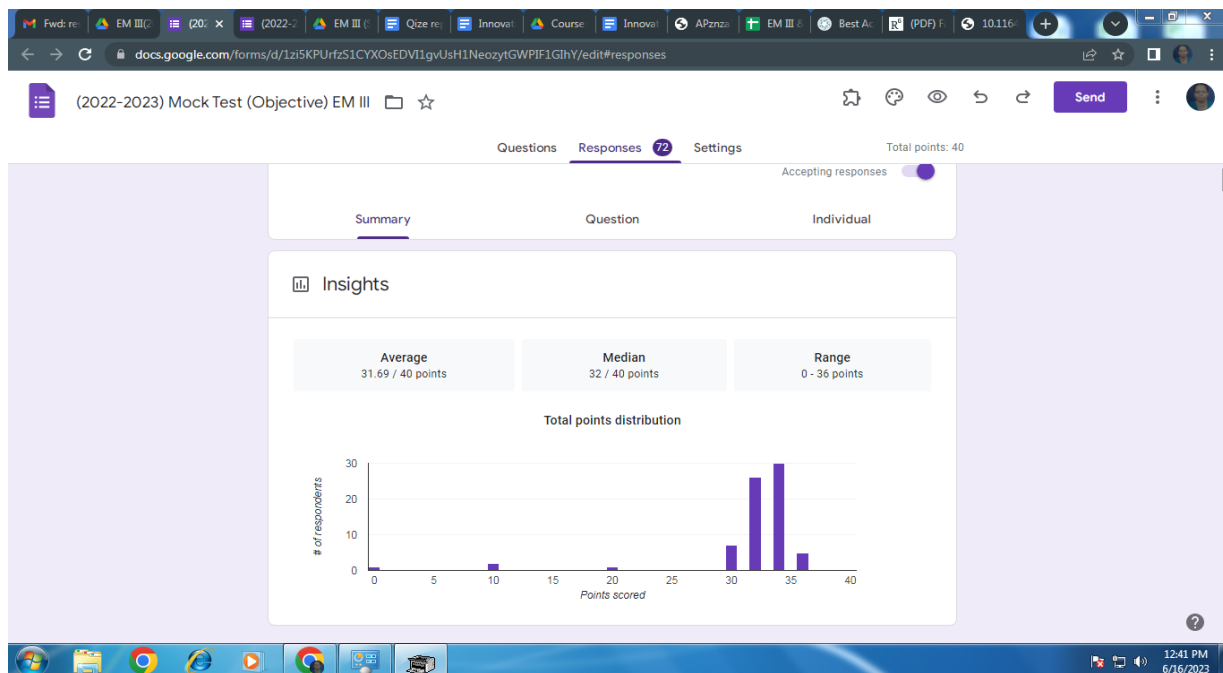 Fwd: re
EM III(2
(202
(2022-2
EM III (S
Qize re
Innovat
Course
Innovat
APznza
EM III &
Best Ac
(PDF) F
10.1164
docs.google.com/forms/d/1zi5KPUrfzS1CYXOsEDVI1gvUsH1NeozytGWPIF1GIhY/edit#responses
(2022-2023) Mock Test (Objective) EM III
Send
Questions Responses 72 Settings
Total points: 40
Accepting responses
Summary Question Individual
Insights
Average Median Range
31.69 / 40 points 32 / 40 points 0 - 36 points
Total points distribution
# of respondents
30
20
10
0
0 5 10 15 20 25 30 35 40
Points scored
12:41 PM
6/16/2023